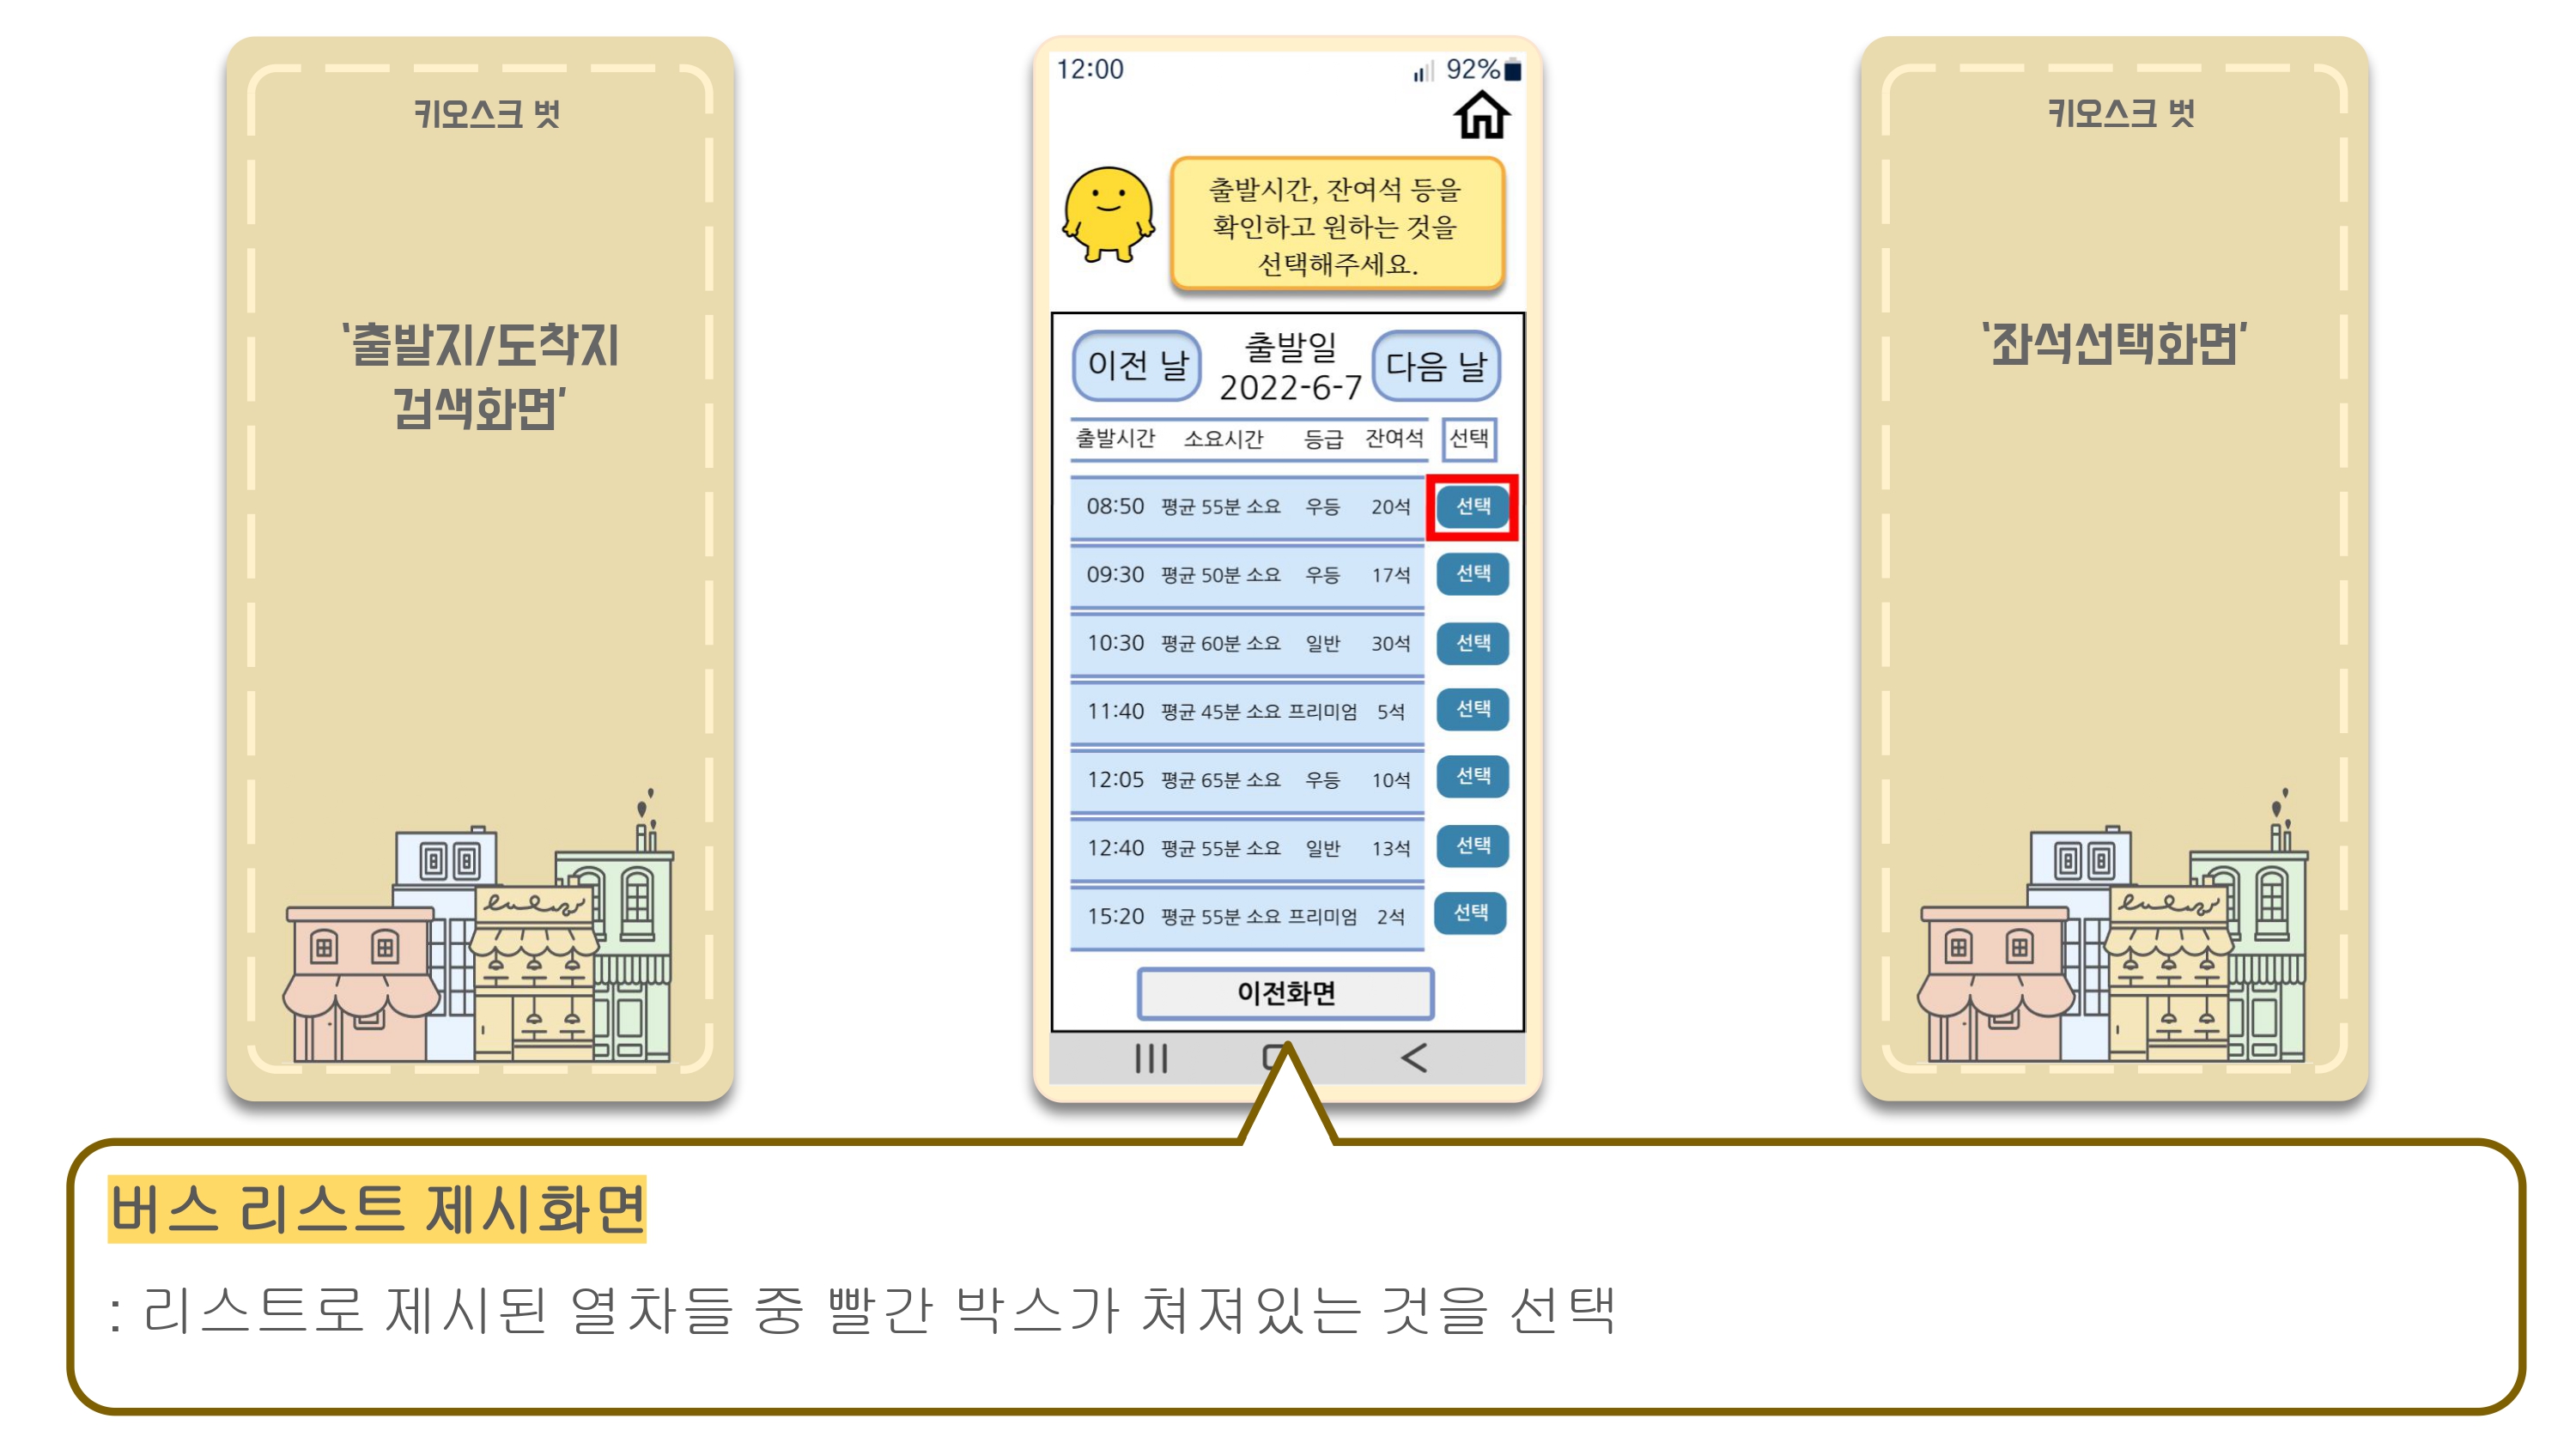 키오스크 벗
'출발지/도착지
검색화면'
12:00
92%
출발시간, 잔여석 등을
확인하고 원하는 것을
선택해주세요.
이전 날
출발일
2022-6-7
다음 날
출발시간 소요시간 등급 잔여석 선택
08:50 평균 55분 소요 우등 20석 선택
09:30 평균 50분 소요 우등 17석 선택
10:30 평균 60분 소요 일반 30석 선택
11:40 평균 45분 소요 프리미엄 5석 선택
12:05 평균 65분 소요 우등 10석 선택
12:40 평균 55분 소요 일반 13석 선택
15:20 평균 55분 소요 프리미엄 2석 선택
이전화면
키오스크 벗
'좌석선택화면'
버스 리스트 제시화면
: 리스트로 제시된 열차들 중 빨간 박스가 쳐져있는 것을 선택